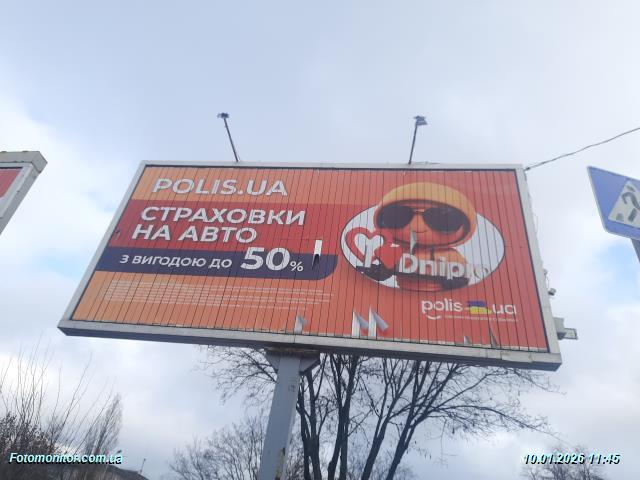 POLIS.UA
СТРАХОВКИ
НА АВТО
З ВИГОДОЮ ДО 50%
Dnipro
polis.ua
Fotomonitor.com.ua
10.01.2026 11:45